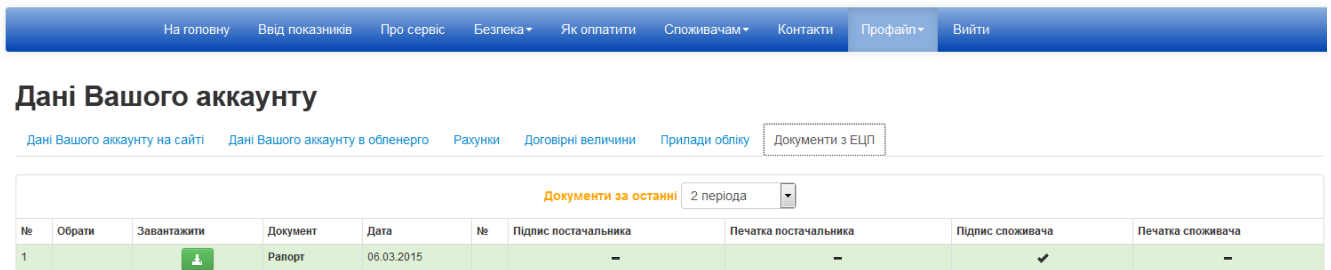 На головну Ввід показників Про сервіс Безпека Як оплатити Споживачам Контакти Профайл Вийти
Дані Вашого аккаунту
Дані Вашого аккаунту на сайті Дані Вашого аккаунту в обленерго Рахунки Договірні величини Прилади обліку Документи з ЕЦП
Документи за останні 2 періода
№ Обрати Завантажити Документ Дата № Підпис постачальника Печатка постачальника Підпис споживача Печатка споживача
1 Рапорт 06.03.2015 – – ✔ –